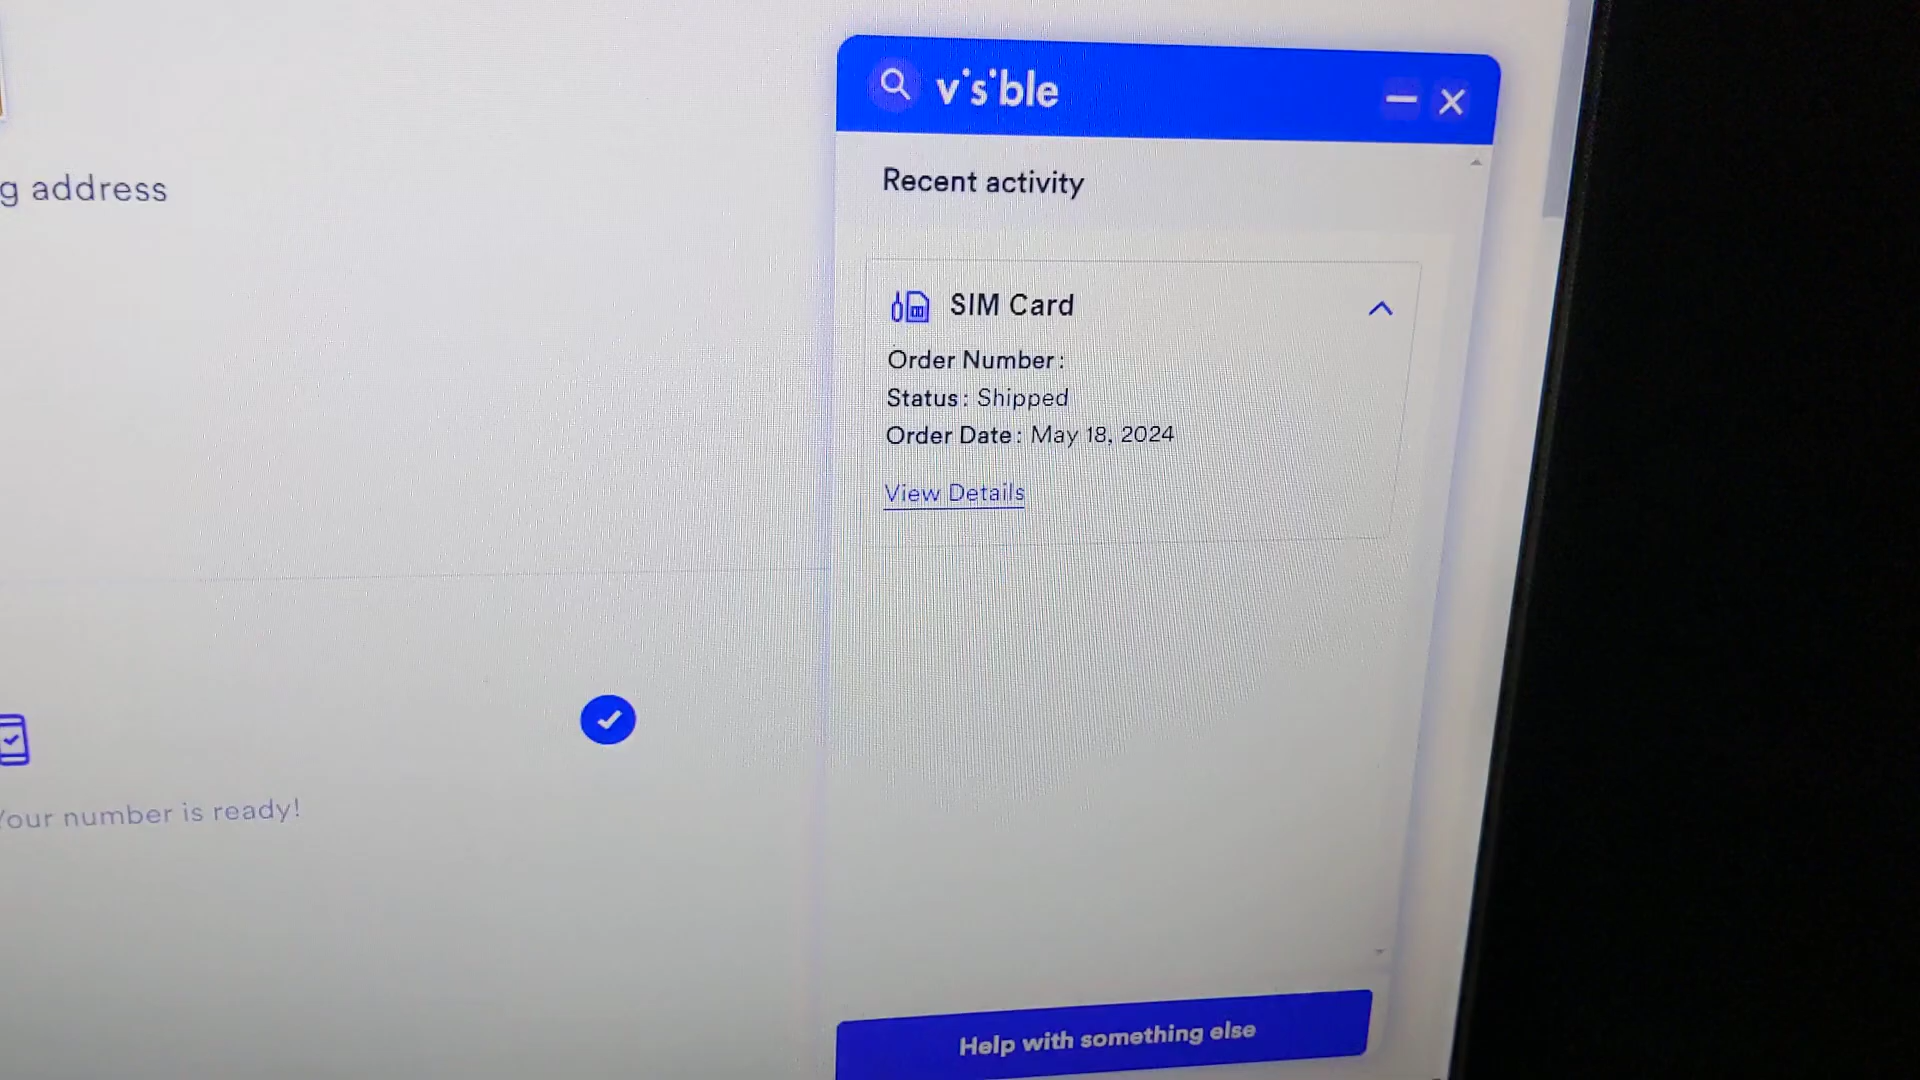 g address
Your number is ready!
visible
Recent activity
SIM Card
Order Number:
Status: Shipped
Order Date: May 18, 2024
View Details
Help with something else